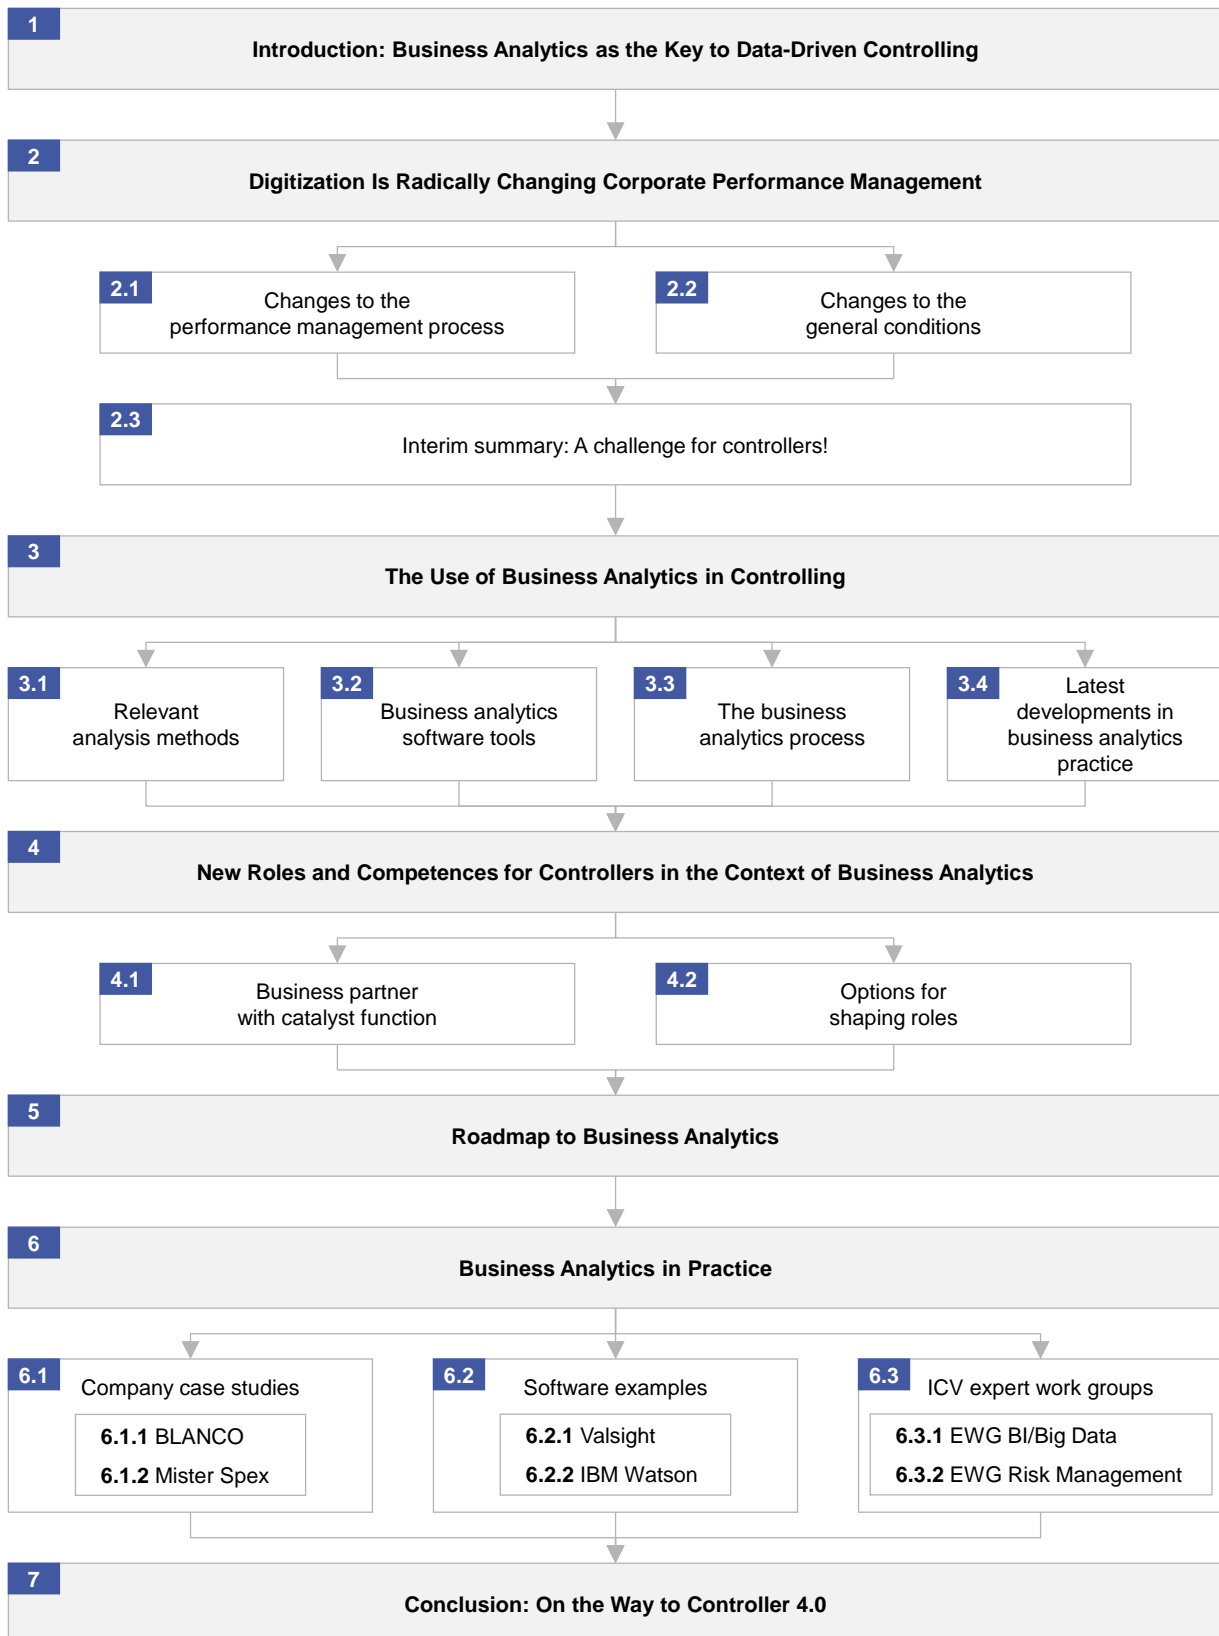 1
Introduction: Business Analytics as the Key to Data-Driven Controlling
2
Digitization Is Radically Changing Corporate Performance Management
2.1
Changes to the
performance management process
2.2
Changes to the
general conditions
2.3
Interim summary: A challenge for controllers!
3
The Use of Business Analytics in Controlling
3.1
Relevant
analysis methods
3.2
Business analytics
software tools
3.3
The business
analytics process
3.4
Latest
developments in
business analytics
practice
4
New Roles and Competences for Controllers in the Context of Business Analytics
4.1
Business partner
with catalyst function
4.2
Options for
shaping roles
5
Roadmap to Business Analytics
6
Business Analytics in Practice
6.1
Company case studies
6.1.1 BLANCO
6.1.2 Mister Spex
6.2
Software examples
6.2.1 Valsight
6.2.2 IBM Watson
6.3
ICV expert work groups
6.3.1 EWG BI/Big Data
6.3.2 EWG Risk Management
7
Conclusion: On the Way to Controller 4.0